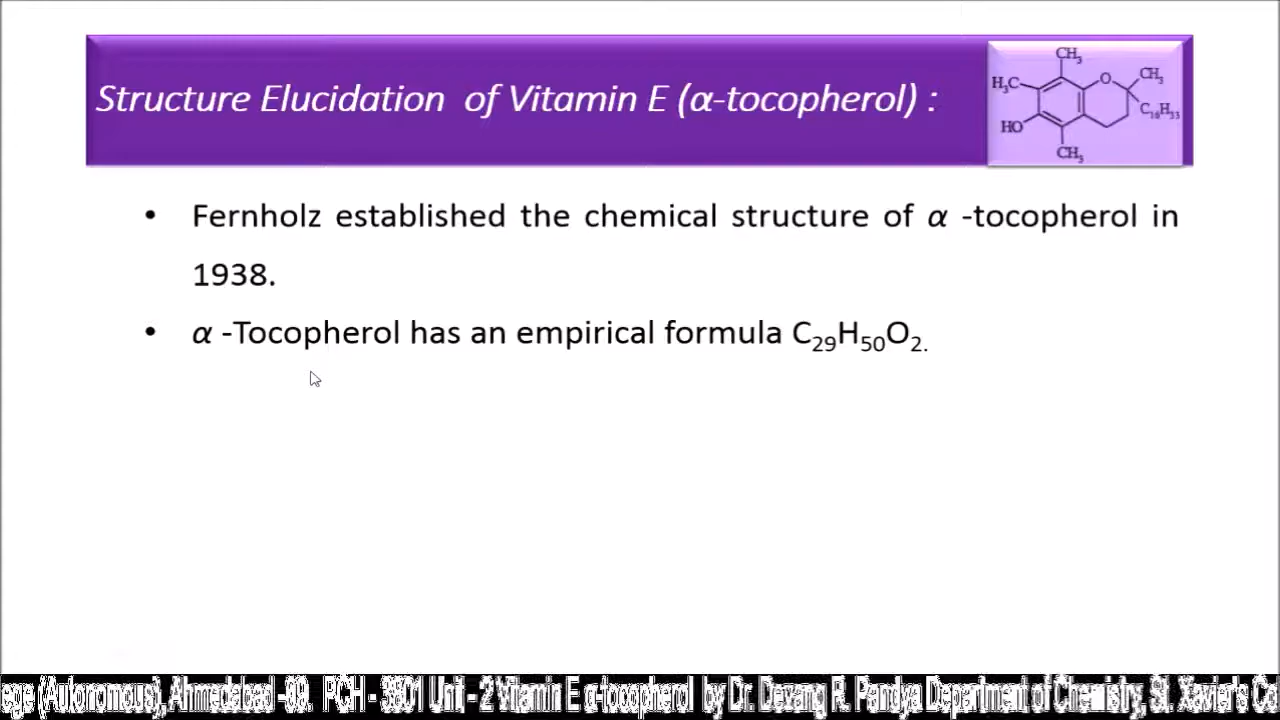 Structure Elucidation of Vitamin E (α-tocopherol) :
CH₃
H₃C
O
CH₃
C₁₆H₃₃
HO
CH₃
• Fernholz established the chemical structure of α -tocopherol in
1938.
• α -Tocopherol has an empirical formula C₂₉H₅₀O₂.
ege (Autonomous), Ahmedabad -09. PCH - 3601 Unit - 2 Vitamin E α-tocopherol by Dr. R. Pandya Department of Chemistry, St. Xavier's Co